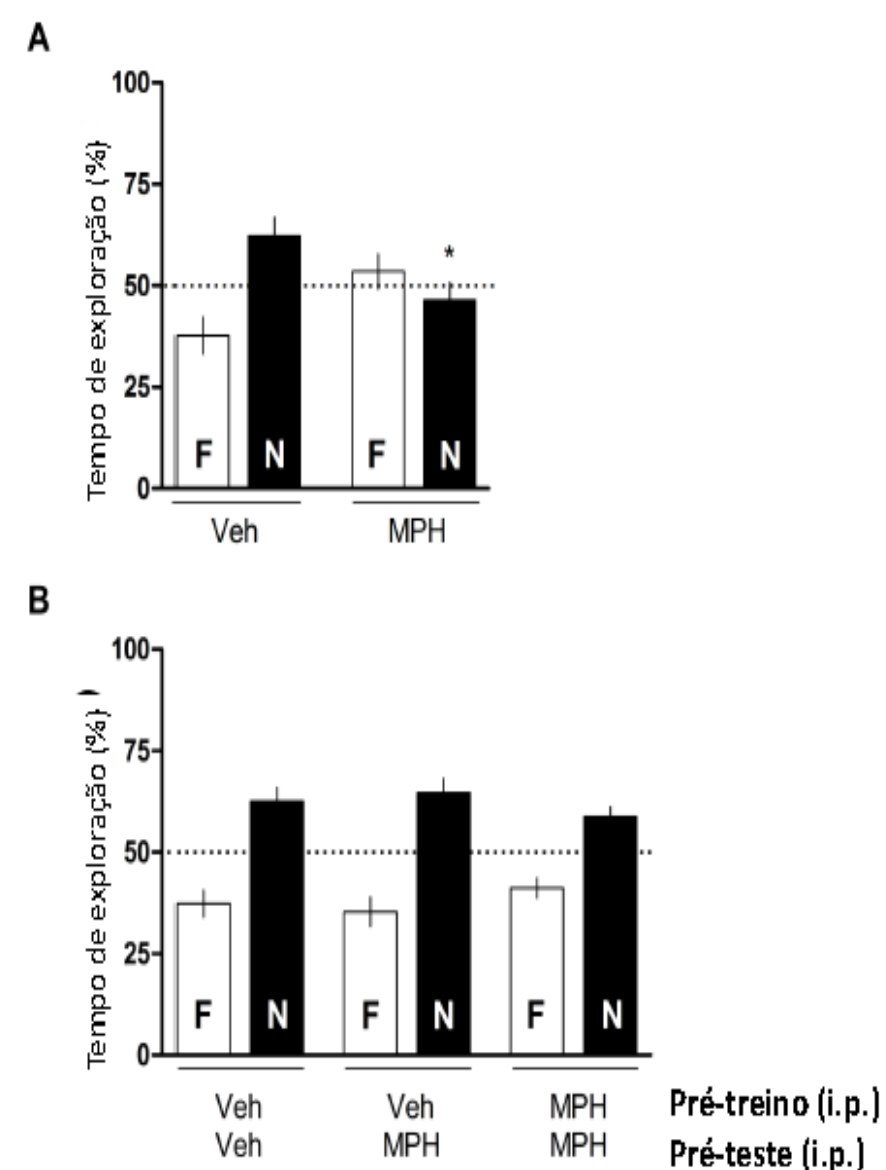 A
100
75
50
25
0
Tempo de exploração (%)
*
F N F N
Veh MPH
B
100
75
50
25
0
Tempo de exploração (%)
F N F N F N
Veh Veh MPH Pré-treino (i.p.)
Veh MPH MPH Pré-teste (i.p.)